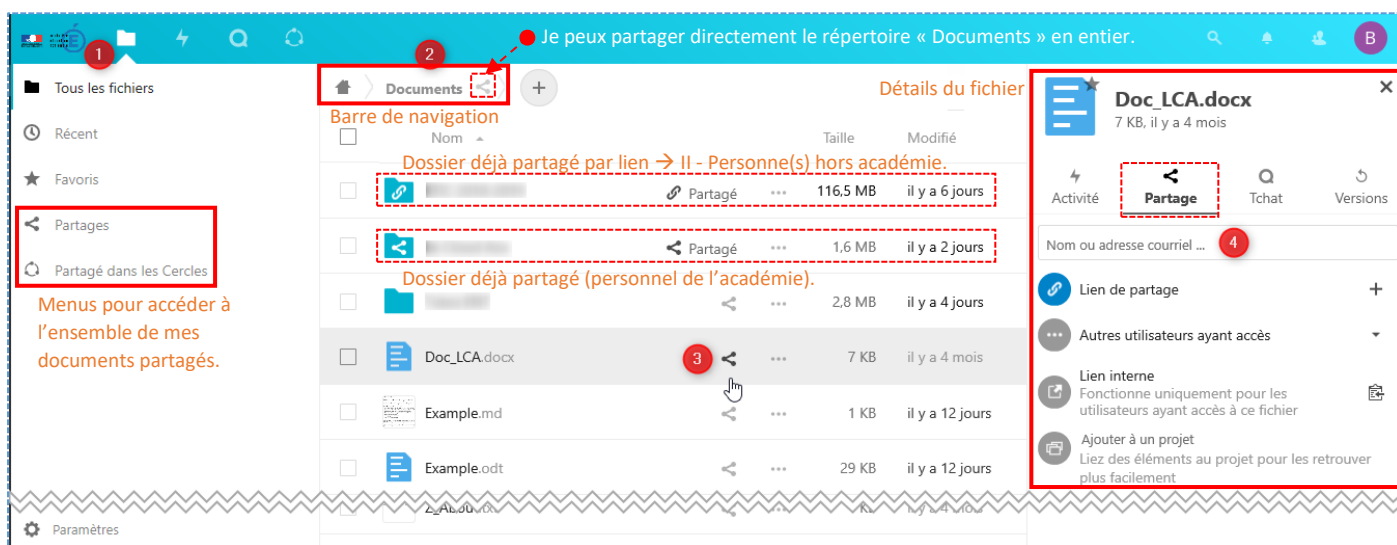 1
Je peux partager directement le répertoire « Documents » en entier.
B
Tous les fichiers
Récent
Favoris
Partages
Partagé dans les Cercles
Menus pour accéder à
l’ensemble de mes
documents partagés.
Paramètres
2
Documents
+
Détails du fichier
Barre de navigation
Nom
Taille
Modifié
Dossier déjà partagé par lien → II - Personne(s) hors académie.
Partagé ... 116,5 MB il y a 6 jours
Partagé ... 1,6 MB il y a 2 jours
Dossier déjà partagé (personnel de l’académie).
... 2,8 MB il y a 4 jours
Doc_LCA.docx 3 ... 7 KB il y a 4 mois
Example.md ... 1 KB il y a 12 jours
Example.odt ... 29 KB il y a 12 jours
Doc_LCA.docx
7 KB, il y a 4 mois
Activité
Partage
Tchat
Versions
Nom ou adresse courriel ... 4
Lien de partage +
Autres utilisateurs ayant accès
Lien interne
Fonctionne uniquement pour les
utilisateurs ayant accès à ce fichier
Ajouter à un projet
Liez des éléments au projet pour les retrouver
plus facilement